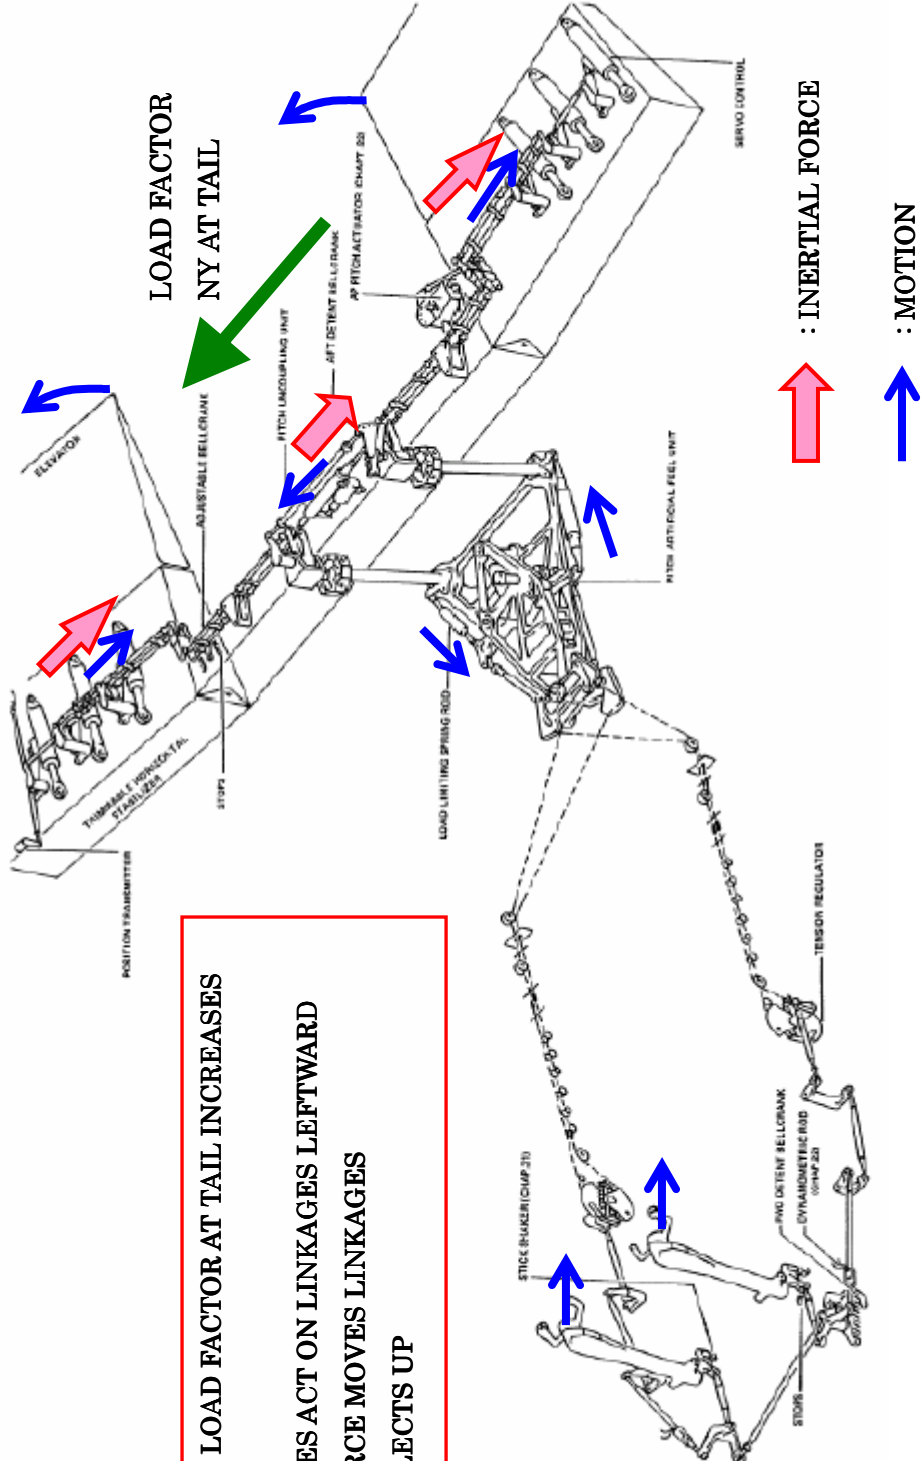 LOAD FACTOR
NY AT TAIL
ELEVATOR
ADJUSTABLE BELLCRANK
PITCH UNCOUPLING UNIT
AFT DETENT BELLCRANK
AP PITCH ACTUATOR (CHAPT 22)
SERVO CONTROL
: INERTIAL FORCE
: MOTION
TRIMMABLE HORIZONTAL
STABILIZER
STOPS
POSITION TRANSMITTER
LOAD LIMITING SPRING ROD
PITCH ARTIFICIAL FEEL UNIT
LOAD FACTOR AT TAIL INCREASES
ES ACT ON LINKAGES LEFTWARD
RCE MOVES LINKAGES
LECTS UP
TENSION REGULATOR
STICK SHAKER (CHAP.21)
FWD DETENT BELLCRANK
DYNAMOMETRIC ROD
(CHAP.22)
STOPS